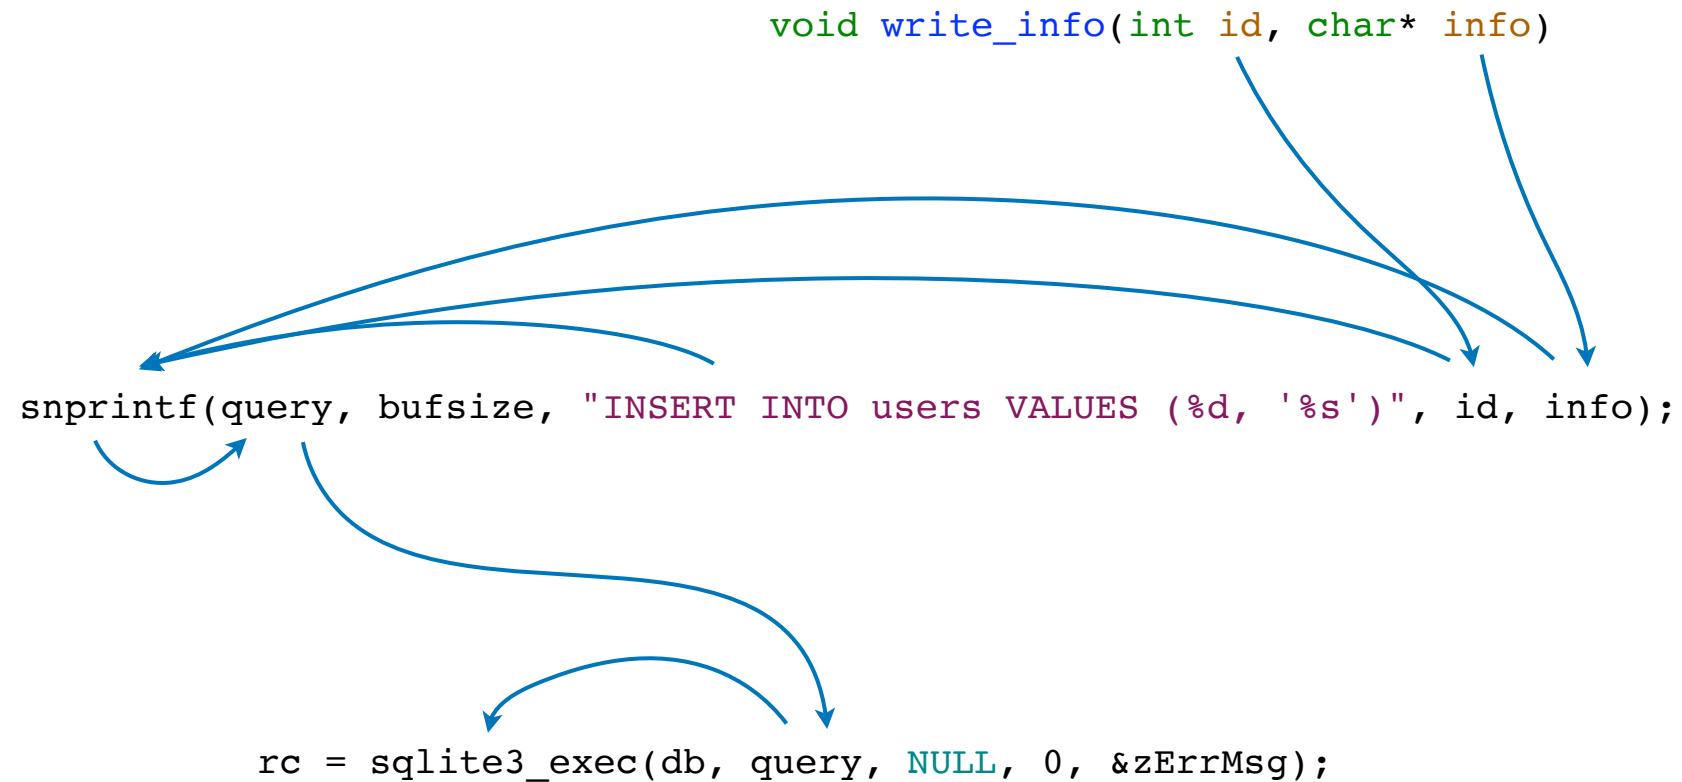 void write_info(int id, char* info)
snprintf(query, bufsize, "INSERT INTO users VALUES (%d, '%s')", id, info);
rc = sqlite3_exec(db, query, NULL, 0, &zErrMsg);